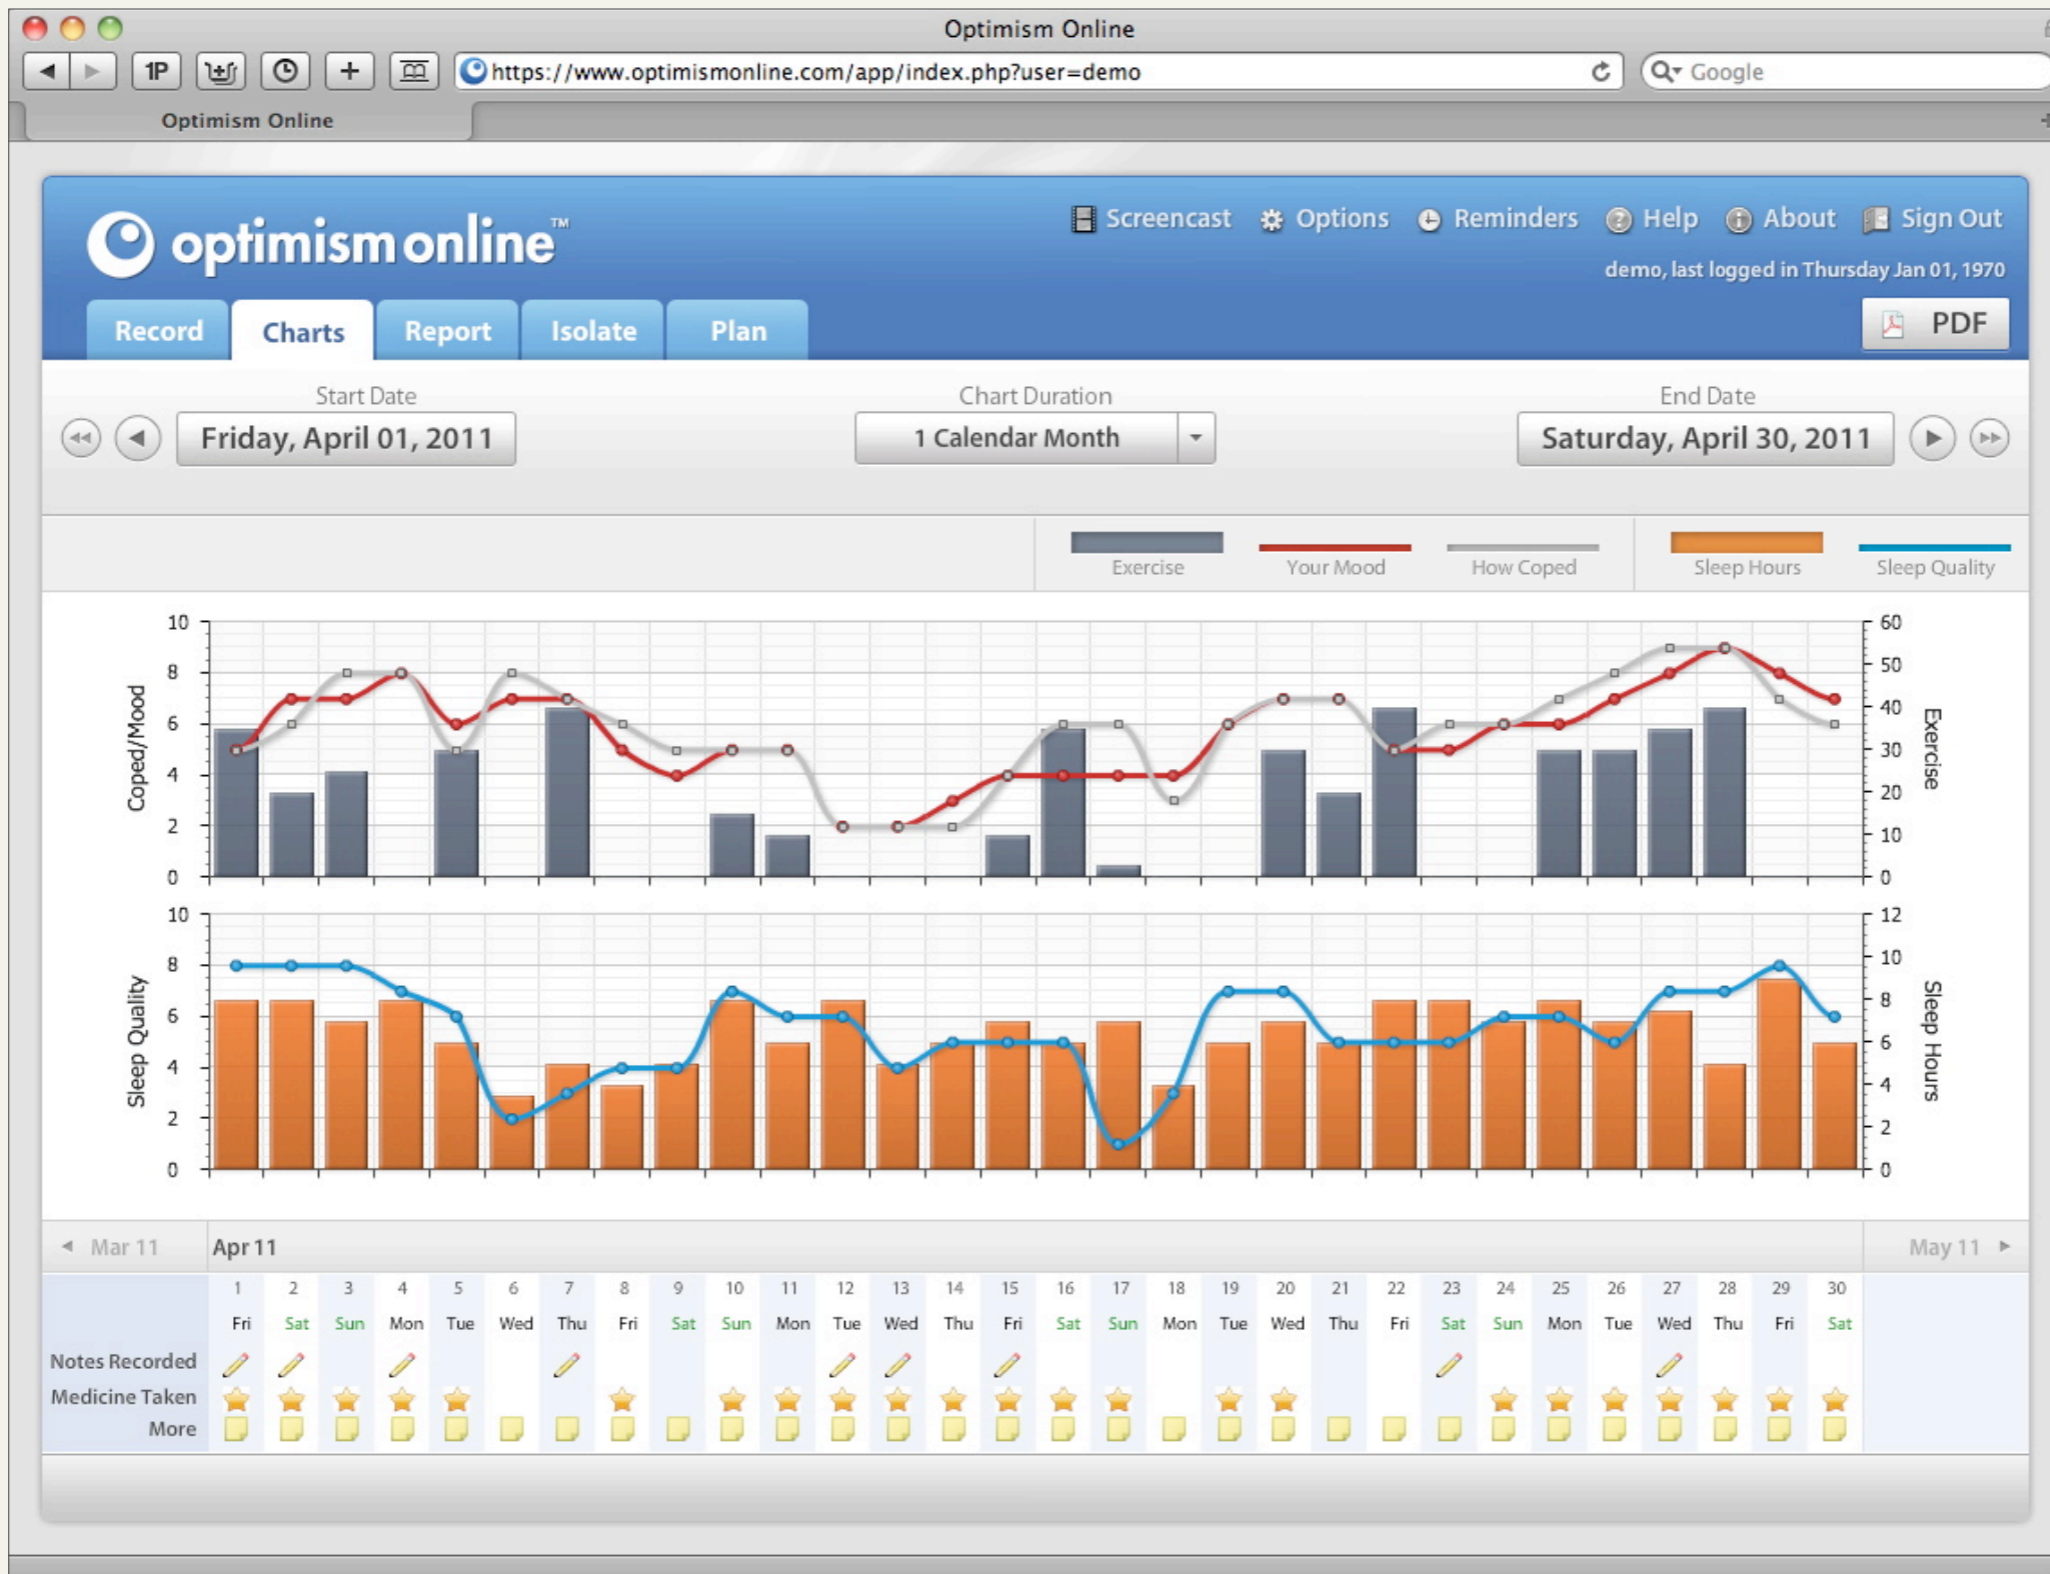 Optimism Online
1P
https://www.optimismonline.com/app/index.php?user=demo
Google
Optimism Online
optimism online™
Screencast Options Reminders Help About Sign Out
demo, last logged in Thursday Jan 01, 1970
Record Charts Report Isolate Plan
PDF
Start Date Chart Duration End Date
Friday, April 01, 2011 1 Calendar Month Saturday, April 30, 2011
Exercise Your Mood How Coped Sleep Hours Sleep Quality
Coped/Mood
10
8
6
4
2
0
60
50
40
30
20
10
0
Exercise
Sleep Quality
10
8
6
4
2
0
12
10
8
6
4
2
0
Sleep Hours
Mar 11 Apr 11 May 11
1 2 3 4 5 6 7 8 9 10 11 12 13 14 15 16 17 18 19 20 21 22 23 24 25 26 27 28 29 30
Fri Sat Sun Mon Tue Wed Thu Fri Sat Sun Mon Tue Wed Thu Fri Sat Sun Mon Tue Wed Thu Fri Sat Sun Mon Tue Wed Thu Fri Sat
Notes Recorded
Medicine Taken
More